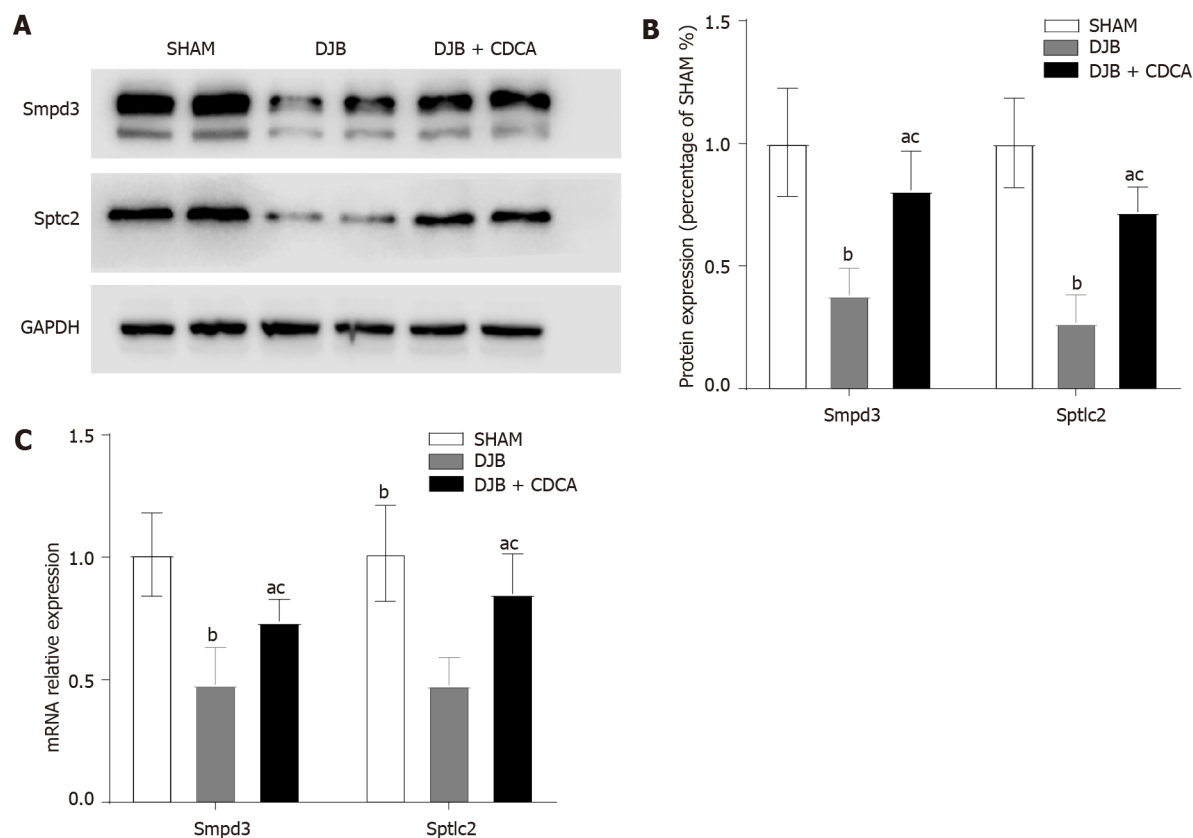 A
SHAM DJB DJB + CDCA
Smpd3
Sptc2
GAPDH
B
SHAM
DJB
DJB + CDCA
Protein expression (percentage of SHAM %)
1.5
1.0
0.5
0.0
b
ac
b
ac
Smpd3 Sptlc2
C
SHAM
DJB
DJB + CDCA
mRNA relative expression
1.5
1.0
0.5
0.0
b
ac
b
ac
Smpd3 Sptlc2